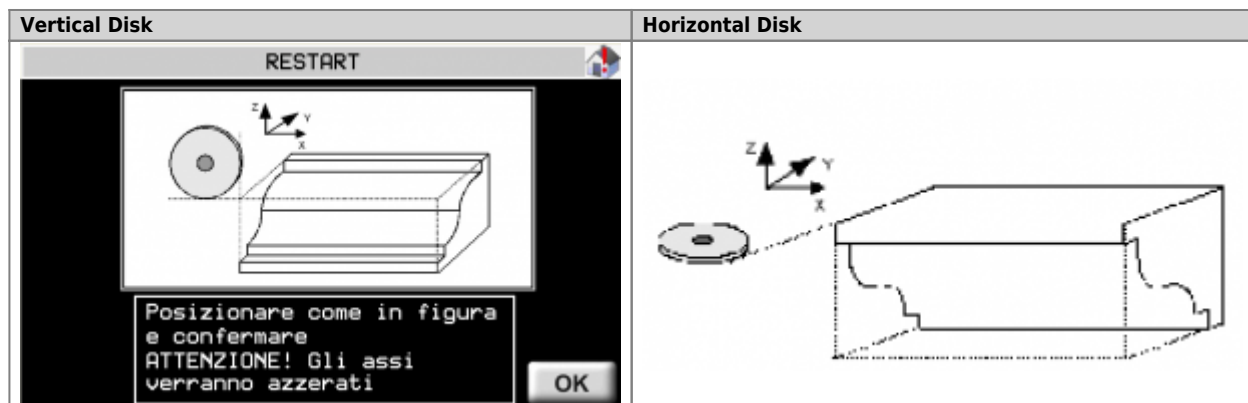 Vertical Disk
Horizontal Disk
RESTART
Z
Y
X
Posizionare come in figura
e confermare
ATTENZIONE! Gli assi
verranno azzerati
OK
Z
Y
X